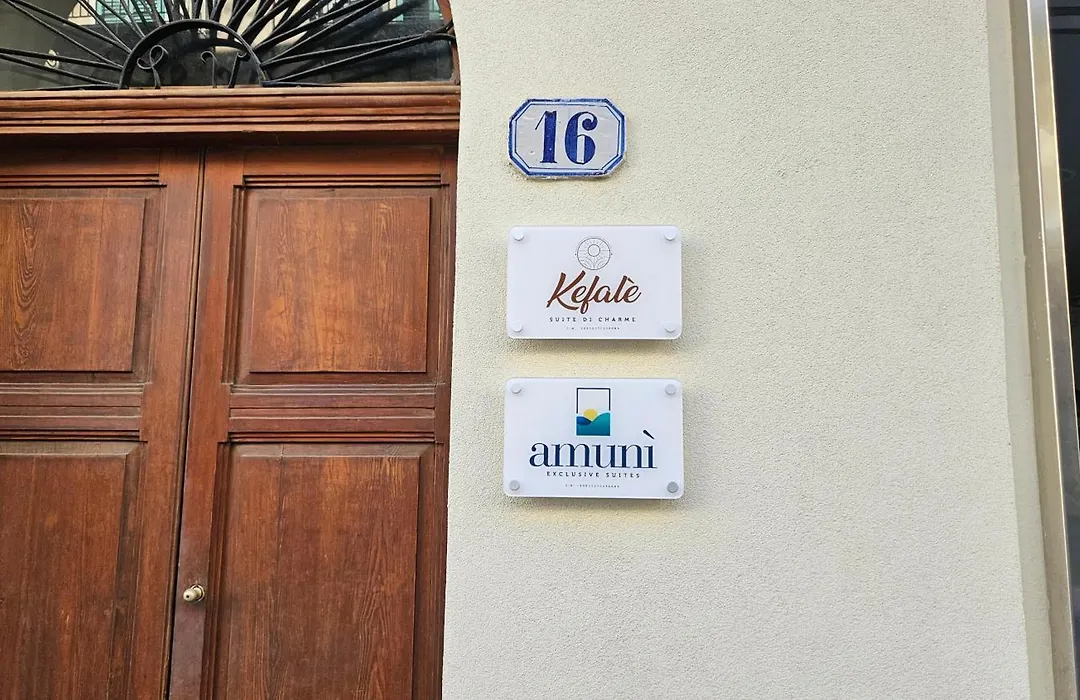 16
Kefalè
SUITE DI CHARME
amunì
EXCLUSIVE SUITES